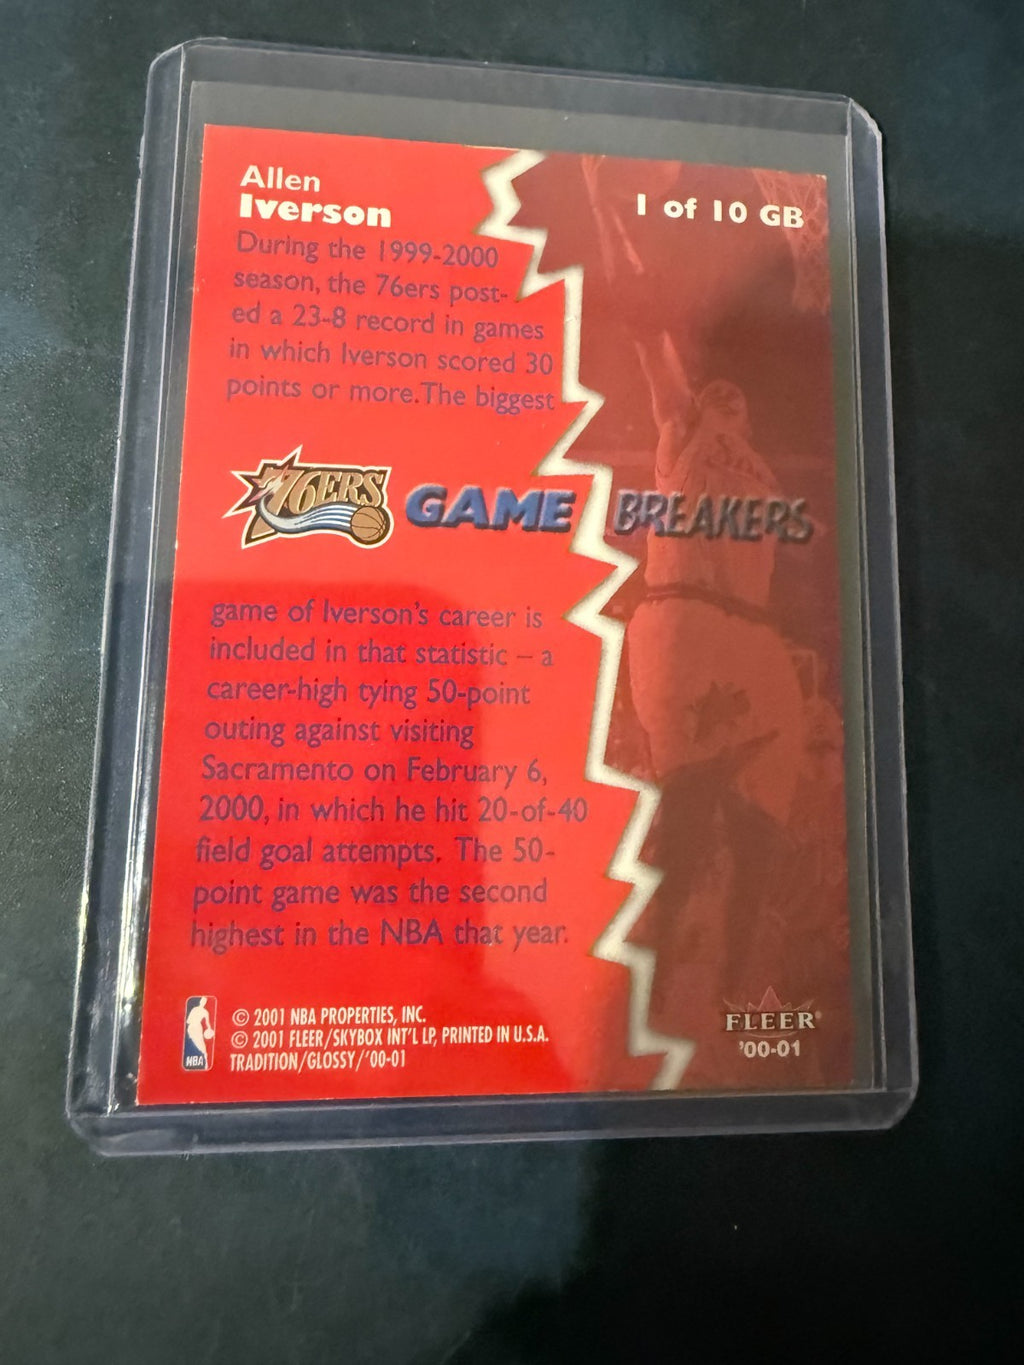 Allen
Iverson
1 of 10 GB
During the 1999-2000
season, the 76ers post-
ed a 23-8 record in games
in which Iverson scored 30
points or more. The biggest
76ERS
GAME BREAKERS
game of Iverson's career is
included in that statistic – a
career-high tying 50-point
outing against visiting
Sacramento on February 6,
2000, in which he hit 20-of-40
field goal attempts. The 50-
point game was the second
highest in the NBA that year.
NBA
© 2001 NBA PROPERTIES, INC.
© 2001 FLEER/SKYBOX INT'L LP, PRINTED IN U.S.A.
TRADITION/GLOSSY/'00-01
FLEER®
'00-01